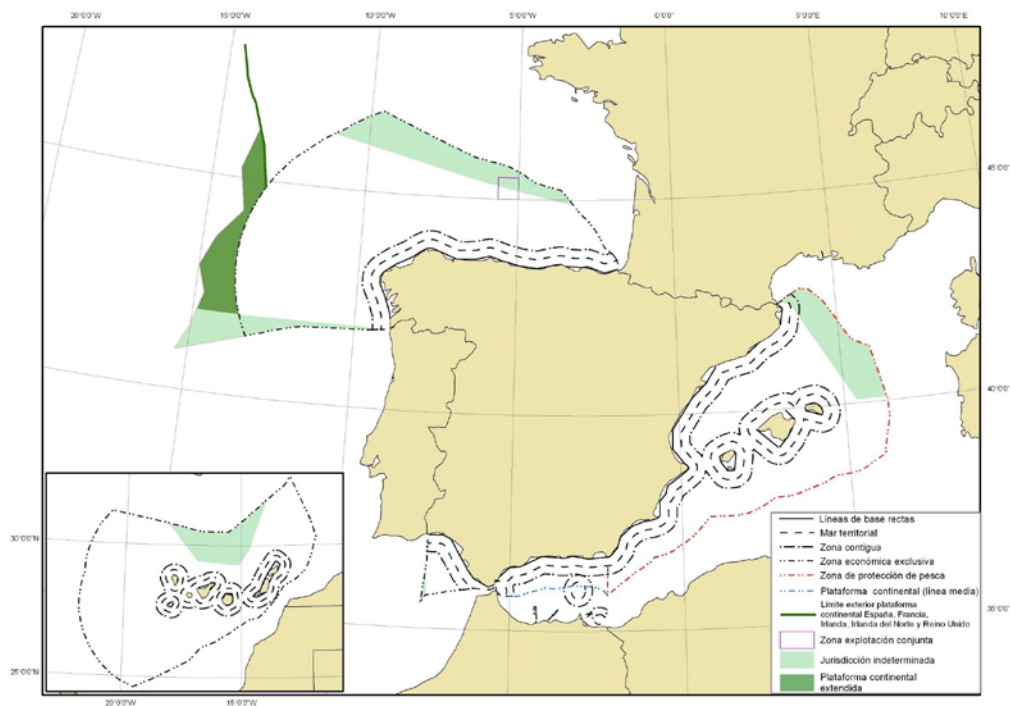 20°0'0"W 15°0'0"W 10°0'0"W 5°0'0"W 0°0'0" 5°0'0"E 10°0'0"E
45°0'0"N
40°0'0"N
35°0'0"N
30°0'0"N
25°0'0"N
20°0'0"W 15°0'0"W
Líneas de base rectas
Mar territorial
Zona contigua
Zona económica exclusiva
Zona de protección de pesca
Plataforma continental (línea media)
Limite exterior plataforma
continental España, Francia,
Irlanda, Irlanda del Norte y Reino Unido
Zona explotación conjunta
Jurisdicción indeterminada
Plataforma continental
extendida